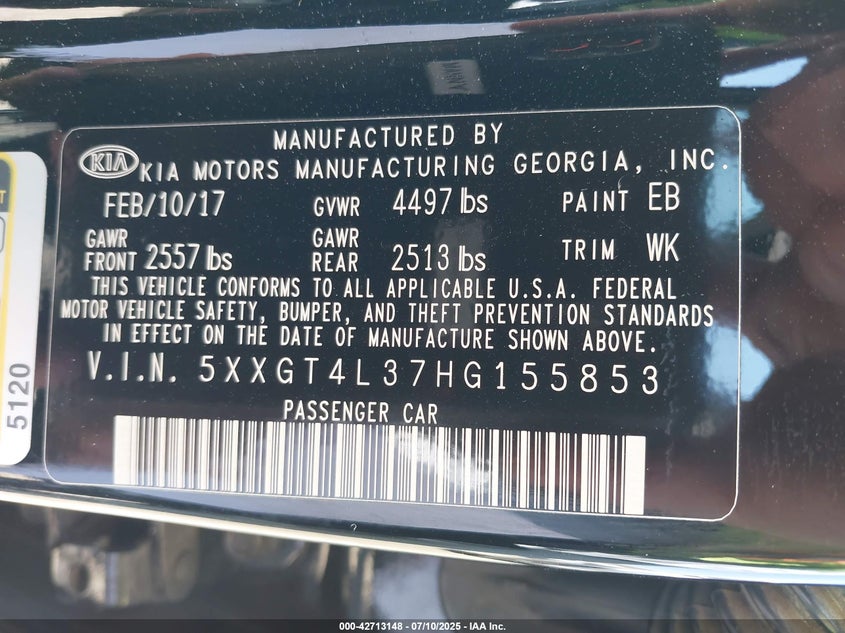 MANUFACTURED BY
KIA KIA MOTORS MANUFACTURING GEORGIA, INC.
FEB/10/17 GVWR 4497 lbs PAINT EB
GAWR FRONT 2557 lbs GAWR REAR 2513 lbs TRIM WK
THIS VEHICLE CONFORMS TO ALL APPLICABLE U.S.A. FEDERAL
MOTOR VEHICLE SAFETY, BUMPER, AND THEFT PREVENTION STANDARDS
IN EFFECT ON THE DATE OF MANUFACTURE SHOWN ABOVE.
V.I.N. 5XXGT4L37HG155853
PASSENGER CAR
5120
000-42713148 - 07/10/2025 - IAA Inc.